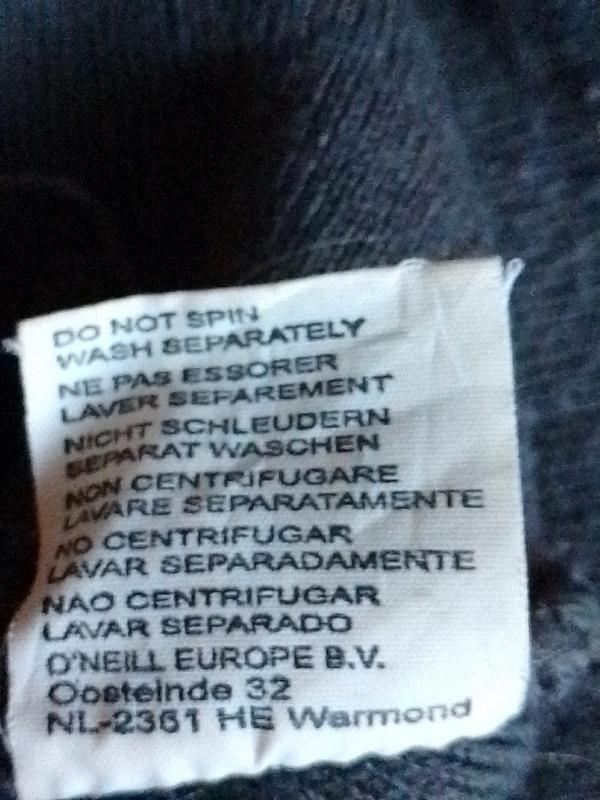 DO NOT SPIN
WASH SEPARATELY
NE PAS ESSORER
LAVER SEPAREMENT
NICHT SCHLEUDERN
SEPARAT WASCHEN
NON CENTRIFUGARE
LAVARE SEPARATAMENTE
NO CENTRIFUGAR
LAVAR SEPARADAMENTE
NAO CENTRIFUGAR
LAVAR SEPARADO
O'NEILL EUROPE B.V.
Oosteinde 32
NL-2361 HE Warmond